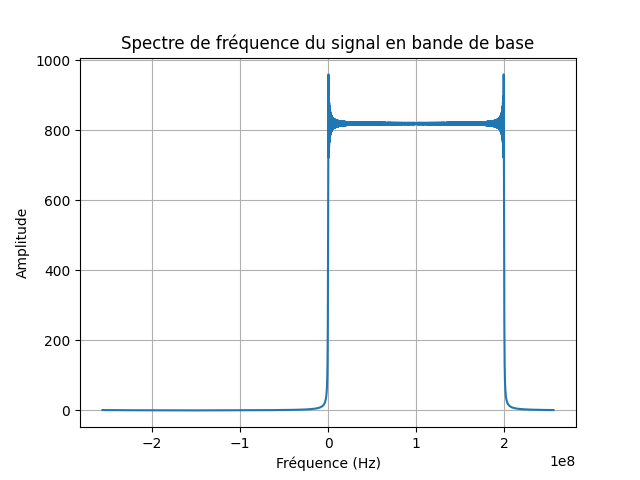 Spectre de fréquence du signal en bande de base
1000
800
600
400
200
0
Amplitude
−2 −1 0 1 2
1e8
Fréquence (Hz)